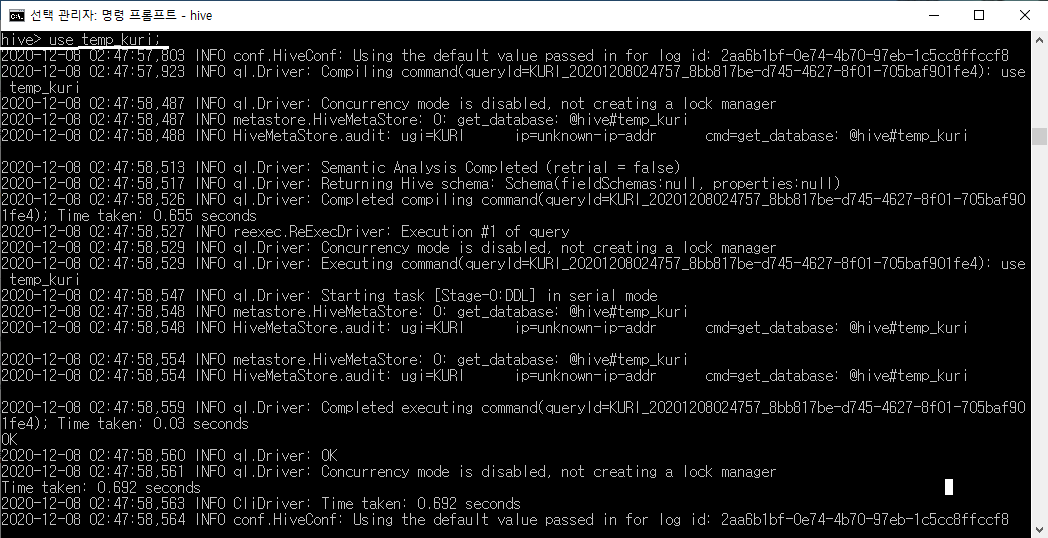 선택 관리자: 명령 프롬프트 - hive
hive> use temp_kuri;
2020-12-08 02:47:57,803 INFO conf.HiveConf: Using the default value passed in for log id: 2aa6b1bf-0e74-4b70-97eb-1c5cc8ffccf8
2020-12-08 02:47:57,923 INFO ql.Driver: Compiling command(queryId=KURI_20201208024757_8bb817be-d745-4627-8f01-705baf901fe4): use
 temp_kuri
2020-12-08 02:47:58,487 INFO ql.Driver: Concurrency mode is disabled, not creating a lock manager
2020-12-08 02:47:58,487 INFO metastore.HiveMetaStore: 0: get_database: @hive#temp_kuri
2020-12-08 02:47:58,488 INFO HiveMetaStore.audit: ugi=KURI      ip=unknown-ip-addr      cmd=get_database: @hive#temp_kuri
2020-12-08 02:47:58,513 INFO ql.Driver: Semantic Analysis Completed (retrial = false)
2020-12-08 02:47:58,517 INFO ql.Driver: Returning Hive schema: Schema(fieldSchemas:null, properties:null)
2020-12-08 02:47:58,526 INFO ql.Driver: Completed compiling command(queryId=KURI_20201208024757_8bb817be-d745-4627-8f01-705baf90
1fe4); Time taken: 0.655 seconds
2020-12-08 02:47:58,527 INFO reexec.ReExecDriver: Execution #1 of query
2020-12-08 02:47:58,529 INFO ql.Driver: Concurrency mode is disabled, not creating a lock manager
2020-12-08 02:47:58,529 INFO ql.Driver: Executing command(queryId=KURI_20201208024757_8bb817be-d745-4627-8f01-705baf901fe4): use
 temp_kuri
2020-12-08 02:47:58,547 INFO ql.Driver: Starting task [Stage-0:DDL] in serial mode
2020-12-08 02:47:58,548 INFO metastore.HiveMetaStore: 0: get_database: @hive#temp_kuri
2020-12-08 02:47:58,548 INFO HiveMetaStore.audit: ugi=KURI      ip=unknown-ip-addr      cmd=get_database: @hive#temp_kuri
2020-12-08 02:47:58,554 INFO metastore.HiveMetaStore: 0: get_database: @hive#temp_kuri
2020-12-08 02:47:58,554 INFO HiveMetaStore.audit: ugi=KURI      ip=unknown-ip-addr      cmd=get_database: @hive#temp_kuri
2020-12-08 02:47:58,559 INFO ql.Driver: Completed executing command(queryId=KURI_20201208024757_8bb817be-d745-4627-8f01-705baf90
1fe4); Time taken: 0.03 seconds
OK
2020-12-08 02:47:58,560 INFO ql.Driver: OK
2020-12-08 02:47:58,561 INFO ql.Driver: Concurrency mode is disabled, not creating a lock manager
Time taken: 0.692 seconds
2020-12-08 02:47:58,563 INFO CliDriver: Time taken: 0.692 seconds
2020-12-08 02:47:58,564 INFO conf.HiveConf: Using the default value passed in for log id: 2aa6b1bf-0e74-4b70-97eb-1c5cc8ffccf8